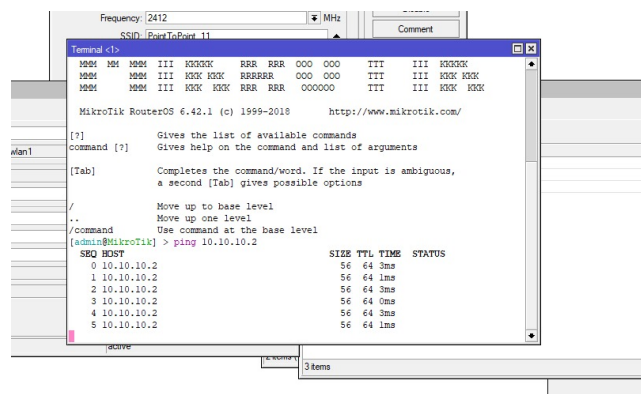 Frequency: 2412 MHz
Comment
SSID: PointToPoint_11
Terminal <1>
MMM MM MMM III KKKKK RRR RRR OOO OOO TTT III KKKKK
MMM MMM III KKK KKK RRRRRR OOO OOO TTT III KKK KKK
MMM MMM III KKK KKK RRR RRR OOOOOO TTT III KKK KKK
MikroTik RouterOS 6.42.1 (c) 1999-2018 http://www.mikrotik.com/
[?] Gives the list of available commands
command [?] Gives help on the command and list of arguments
wlan1
[Tab] Completes the command/word. If the input is ambiguous,
a second [Tab] gives possible options
/ Move up to base level
.. Move up one level
/command Use command at the base level
[admin@MikroTik] > ping 10.10.10.2
SEQ HOST SIZE TTL TIME STATUS
0 10.10.10.2 56 64 3ms
1 10.10.10.2 56 64 1ms
2 10.10.10.2 56 64 3ms
3 10.10.10.2 56 64 0ms
4 10.10.10.2 56 64 3ms
5 10.10.10.2 56 64 1ms
active
3 items